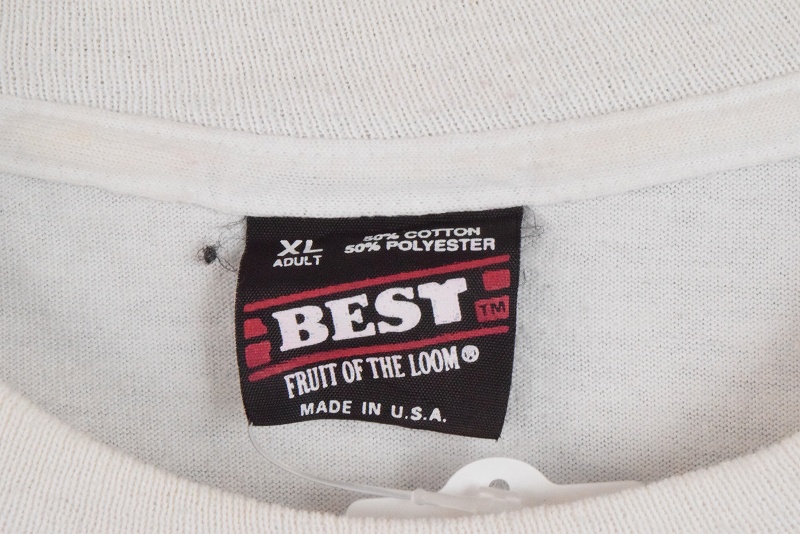 XL
ADULT
50% COTTON
50% POLYESTER
BEST
TM
FRUIT OF THE LOOM®
MADE IN U.S.A.